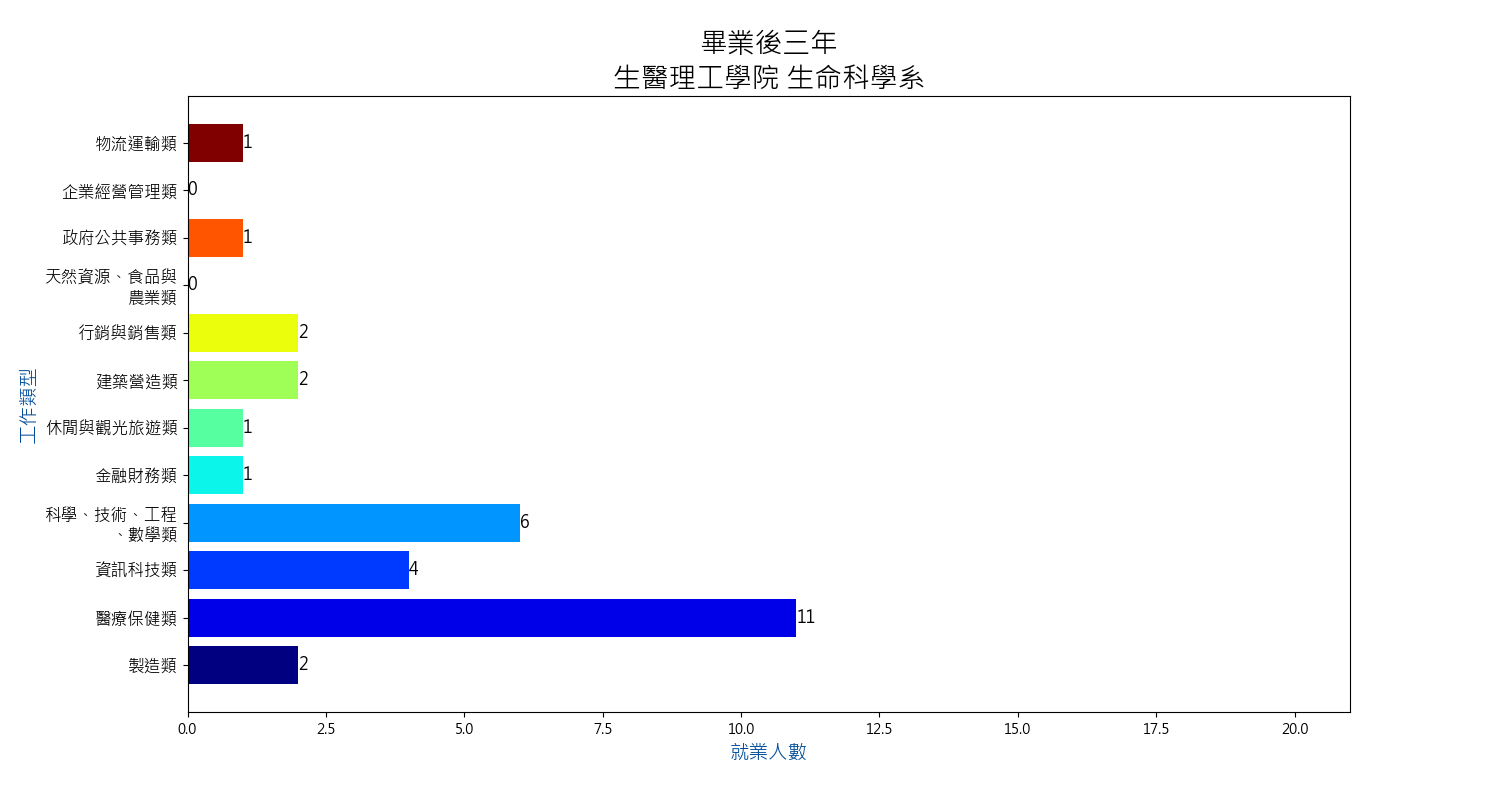 畢業後三年
生醫理工學院 生命科學系
工作類型
物流運輸類
1
企業經營管理類
0
政府公共事務類
1
天然資源、食品與
農業類
0
行銷與銷售類
2
建築營造類
2
休閒與觀光旅遊類
1
金融財務類
1
科學、技術、工程
、數學類
6
資訊科技類
4
醫療保健類
11
製造類
2
0.0 2.5 5.0 7.5 10.0 12.5 15.0 17.5 20.0
就業人數